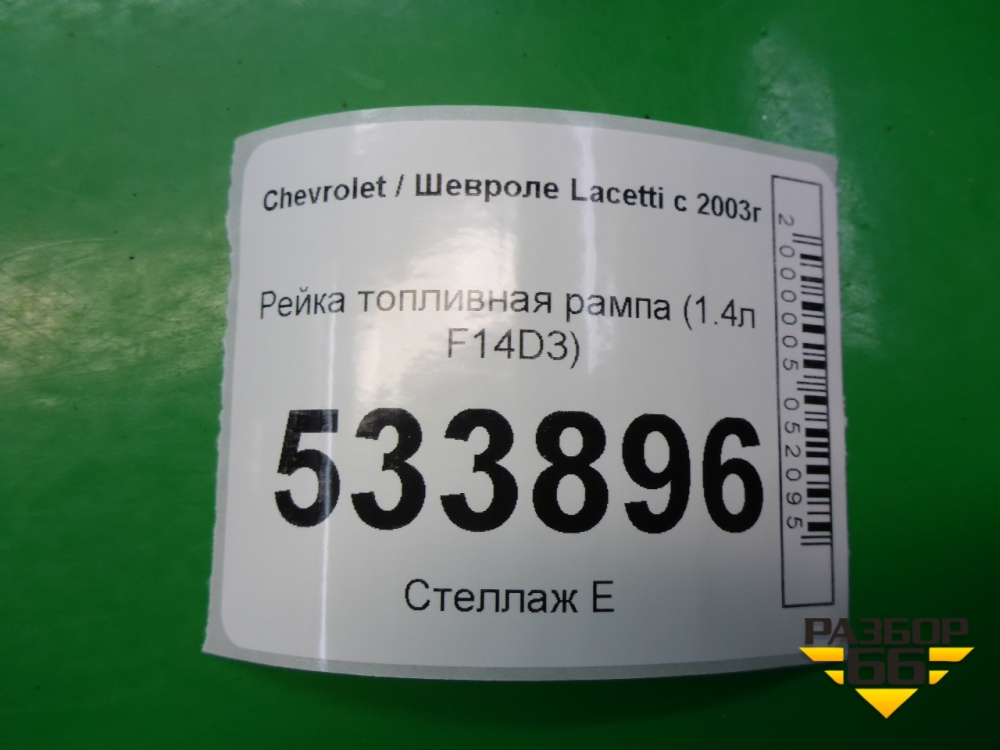 Chevrolet / Шевроле Lacetti с 2003г
Рейка топливная рампа (1.4л
F14D3)
533896
Стеллаж Е
2000005052095
РАЗБОР
66